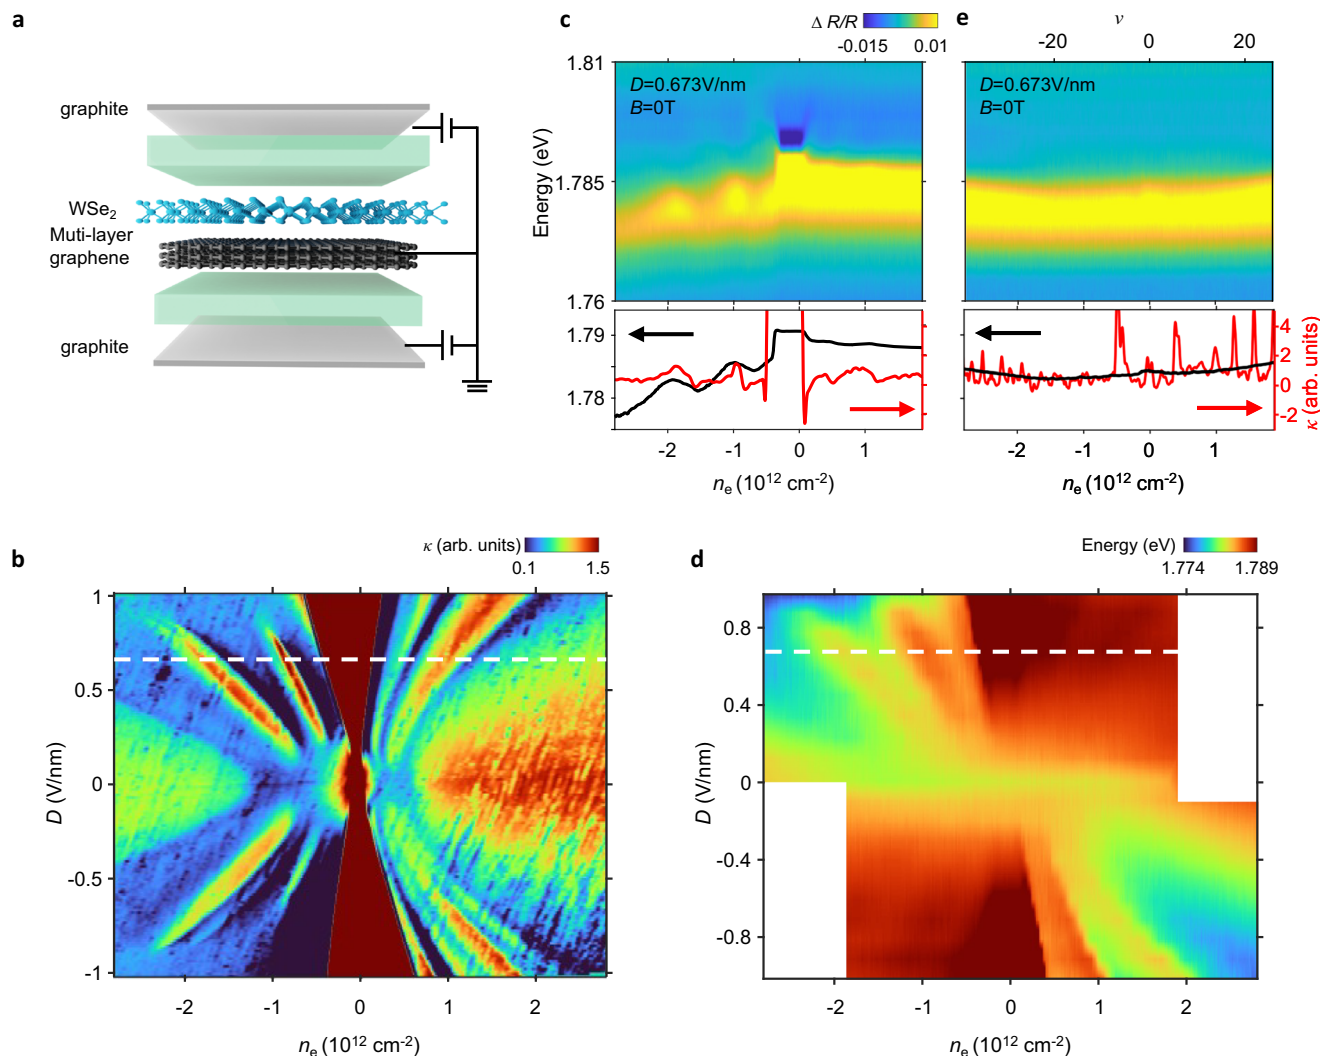 a
graphite
WSe2
Muti-layer
graphene
graphite
c
Δ R/R
-0.015 0.01
1.81
1.785
1.76
Energy (eV)
D=0.673V/nm
B=0T
1.79
1.78
-2 -1 0 1
ne (10^12 cm-2)
e
ν
-20 0 20
D=0.673V/nm
B=0T
4
2
0
-2
κ (arb. units)
-2 -1 0 1
ne (10^12 cm-2)
b
κ (arb. units)
0.1 1.5
1
0.5
0
-0.5
-1
D (V/nm)
-2 -1 0 1 2
ne (10^12 cm-2)
d
Energy (eV)
1.774 1.789
0.8
0.4
0
-0.4
-0.8
D (V/nm)
-2 -1 0 1 2
ne (10^12 cm-2)